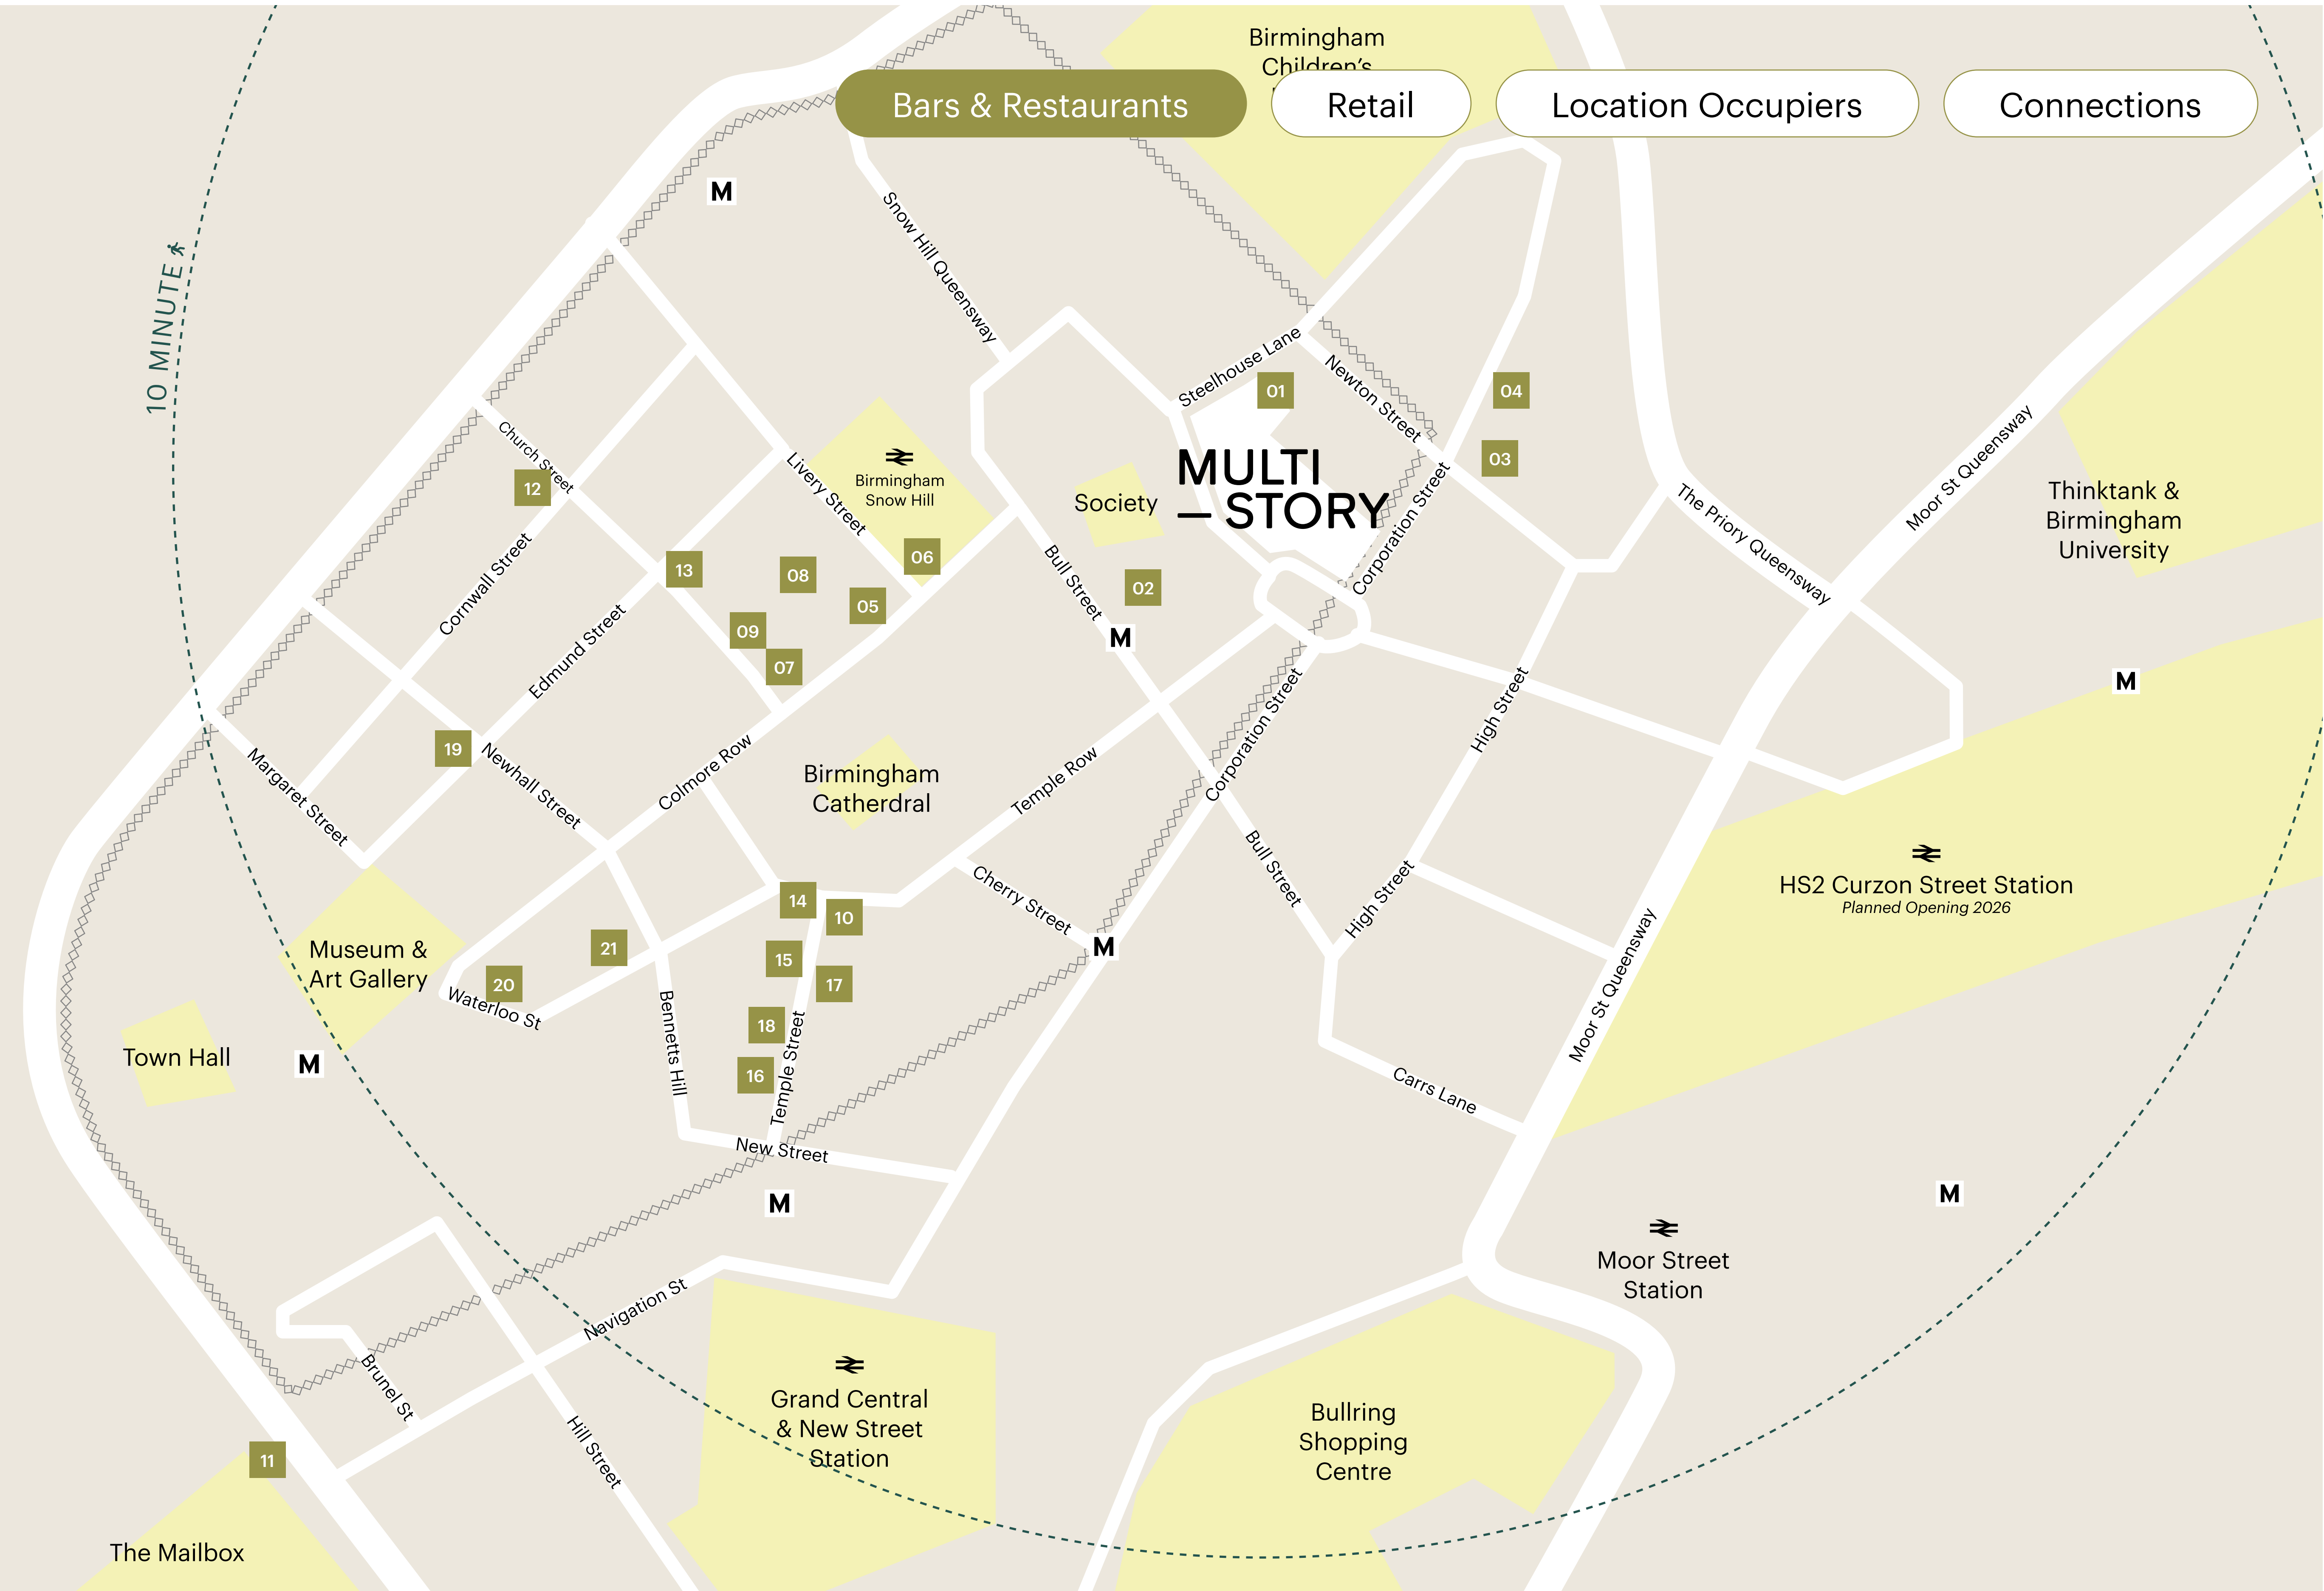 Birmingham
Children's
Bars & Restaurants
Retail
Location Occupiers
Connections
M
Snow Hill Queensway
10 MINUTE
Steelhouse Lane
Newton Street
01
04
03
Church Street
12
Livery Street
Birmingham
Snow Hill
Society
MULTI
— STORY
Corporation Street
The Priory Queensway
Moor St Queensway
Thinktank &
Birmingham
University
Cornwall Street
Edmund Street
13
08
06
05
09
07
Bull Street
02
M
M
High Street
Corporation Street
19
Margaret Street
Newhall Street
Colmore Row
Birmingham
Catherdral
Temple Row
Bull Street
High Street
Cherry Street
M
HS2 Curzon Street Station
Planned Opening 2026
14
10
15
17
21
20
18
16
Museum &
Art Gallery
Waterloo St
Bennetts Hill
Temple Street
Town Hall
M
Moor St Queensway
Carrs Lane
New Street
M
M
Moor Street
Station
Navigation St
Brunel St
Hill Street
Grand Central
& New Street
Station
Bullring
Shopping
Centre
11
The Mailbox